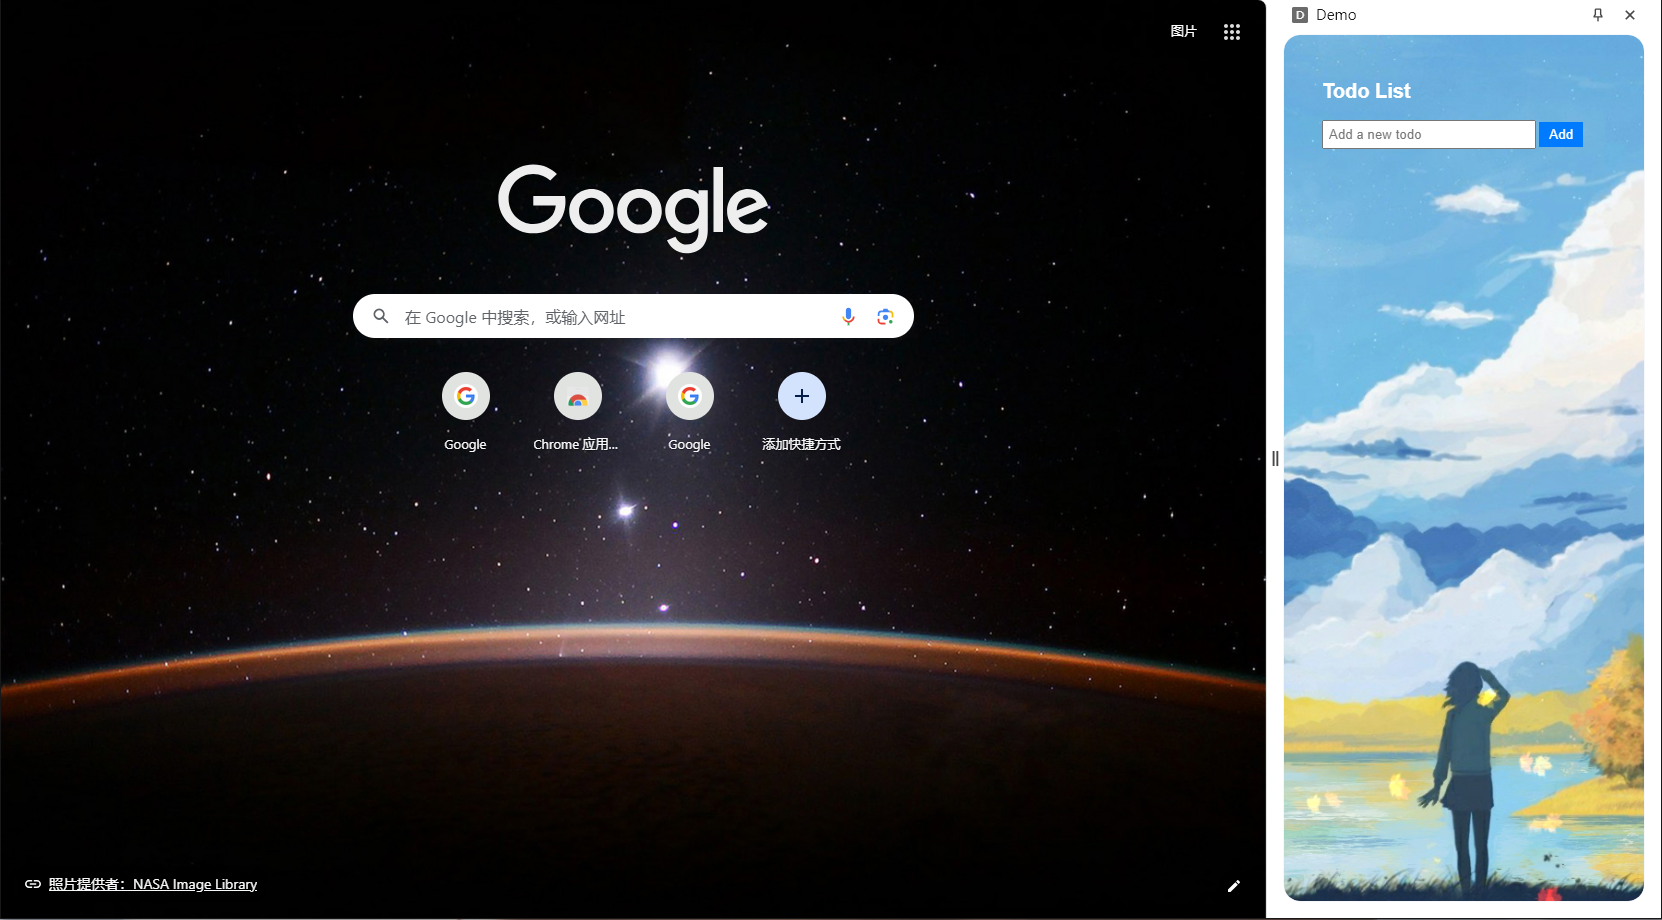 图片
Google
在 Google 中搜索，或输入网址
Google
Chrome 应用...
Google
添加快捷方式
照片提供者：NASA Image Library
D Demo
Todo List
Add a new todo
Add